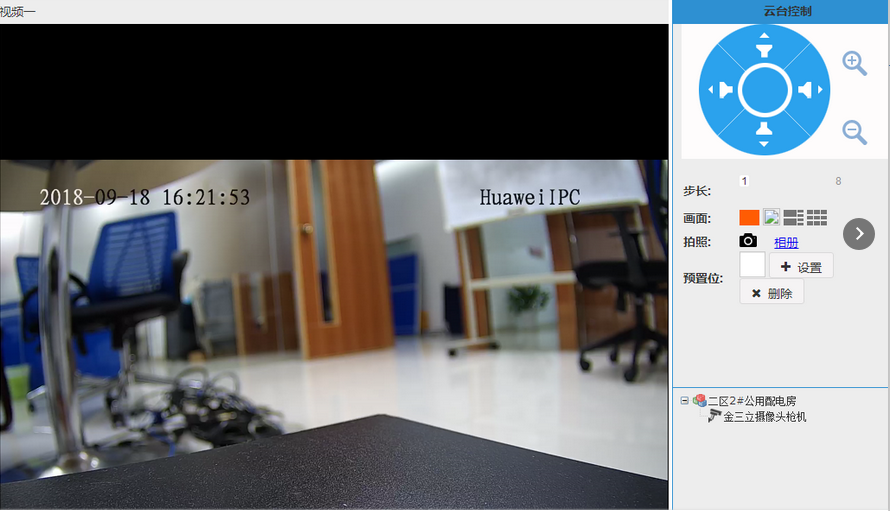 视频一
云台控制
2018-09-18 16:21:53
HuaweiIPC
步长:
1
8
画面:
拍照:
相册
预置位:
设置
删除
二区2#公用配电房
金三立摄像头枪机